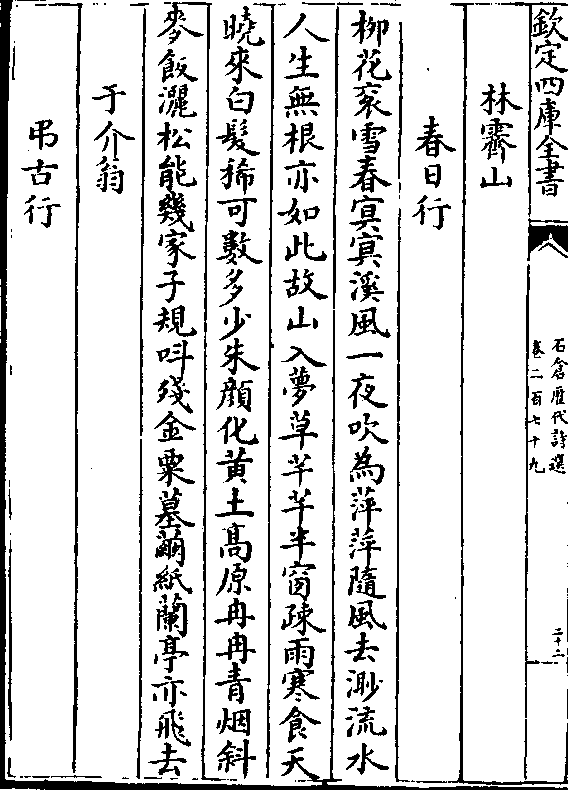 欽定四庫全書
石倉歴代詩選
卷二百七十九
二十二
林霽山
春日行
柳花衮雪春冥冥溪風一夜吹為萍萍隨風去渺流水
人生無根亦如此故山入夢草芊芊半窗疎雨寒食天
曉來白髮稀可數多少朱顔化黄土髙原冉冉青烟斜
麥飯灑松能幾家子規呌殘金粟墓繭紙蘭亭亦飛去
于介翁
弔古行